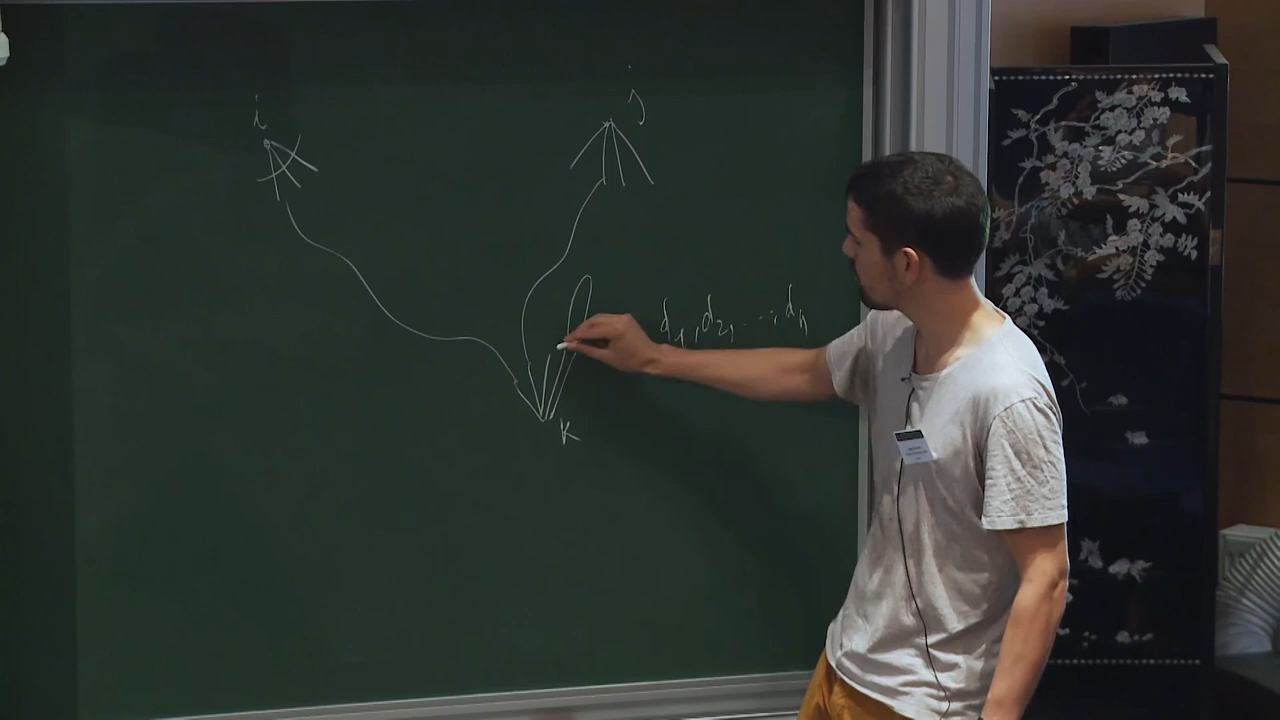 i
j
d₁, d₂, ..., dₙ
k